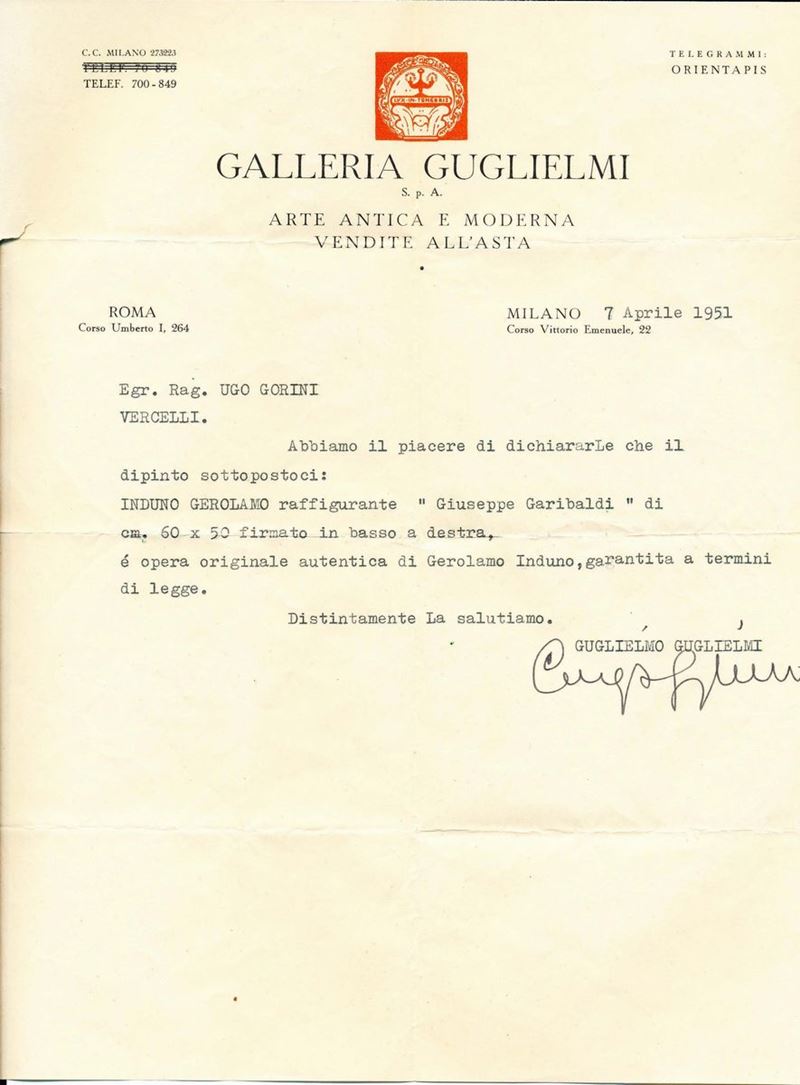 C. C. MILANO 273223
TELEF. 70-849
TELEF. 700-849
TELEGRAMMI:
ORIENTAPIS
LUX IN TENEBRIS
GALLERIA GUGLIELMI
S. p. A.
ARTE ANTICA E MODERNA
VENDITE ALL'ASTA
ROMA
Corso Umberto I, 264
MILANO 7 Aprile 1951
Corso Vittorio Emenuele, 22
Egr. Rag. UGO GORINI
VERCELLI.
Abbiamo il piacere di dichiararLe che il
dipinto sottopostoci:
INDUNO GEROLAMO raffigurante " Giuseppe Garibaldi " di
cm. 60 x 50 firmato in basso a destra,
é opera originale autentica di Gerolamo Induno,garantita a termini
di legge.
Distintamente La salutiamo.
GUGLIELMO GUGLIELMI